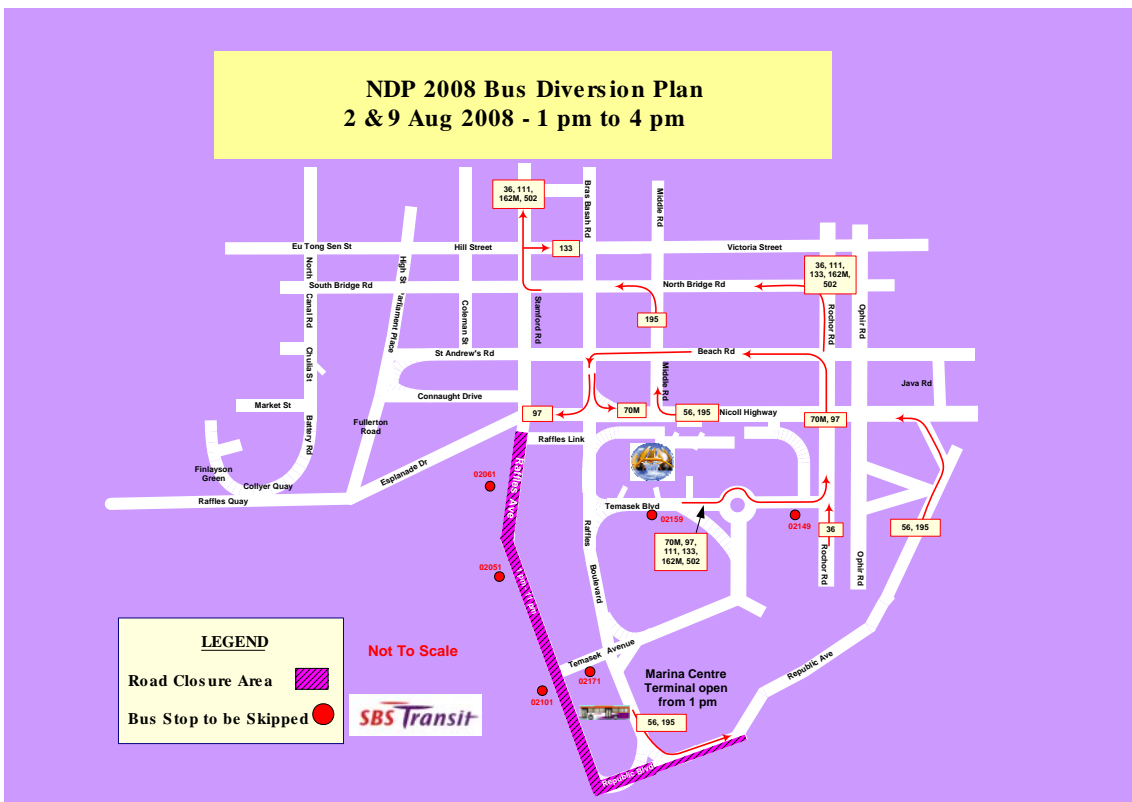 NDP 2008 Bus Diversion Plan
2 & 9 Aug 2008 - 1 pm to 4 pm
36, 111,
162M, 502
Bras Basah Rd
Middle Rd
Eu Tong Sen St
Hill Street
133
Victoria Street
36, 111,
133, 162M,
502
North Canal Rd
High St
Parliament Place
South Bridge Rd
North Bridge Rd
Coleman St
Stamford Rd
195
Rochor Rd
Ophir Rd
St Andrew's Rd
Beach Rd
Chulia St
Middle Rd
Java Rd
Connaught Drive
Market St
97
70M
56, 195
Nicoll Highway
70M, 97
Battery Rd
Fullerton
Road
Raffles Link
Esplanade Dr
Raffles Ave
02061
Finlayson
Green
Collyer Quay
Raffles Quay
Temasek Blvd
02159
02149
36
56, 195
70M, 97,
111, 133,
162M, 502
Raffles
Boulevard
Rochor Rd
Ophir Rd
02051
LEGEND
Road Closure Area
Bus Stop to be Skipped
Not To Scale
SBS Transit
Temasek Avenue
02171
02101
Marina Centre
Terminal open
from 1 pm
Republic Ave
56, 195
Republic Blvd